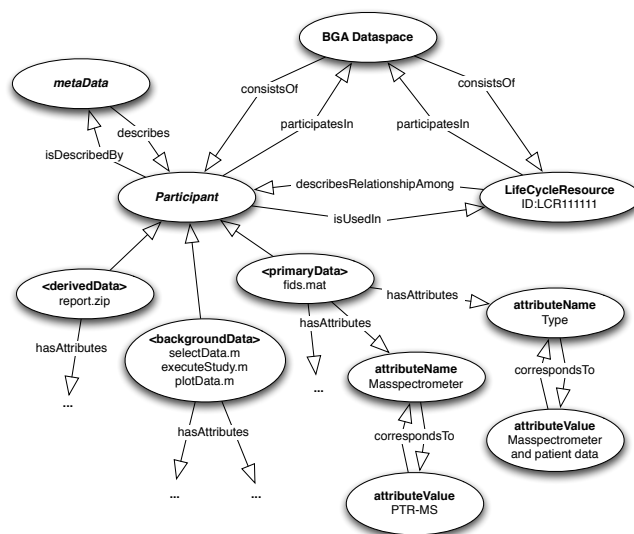 BGA Dataspace
metaData
consistsOf
consistsOf
describes
participatesIn
participatesIn
isDescribedBy
Participant
describesRelationshipAmong
LifeCycleResource
ID:LCR111111
isUsedIn
<derivedData>
report.zip
<primaryData>
fids.mat
hasAttributes
attributeName
Type
hasAttributes
hasAttributes
<backgroundData>
selectData.m
executeStudy.m
plotData.m
attributeName
Masspectrometer
correspondsTo
...
...
hasAttributes
correspondsTo
attributeValue
Masspectrometer
and patient data
...
...
attributeValue
PTR-MS